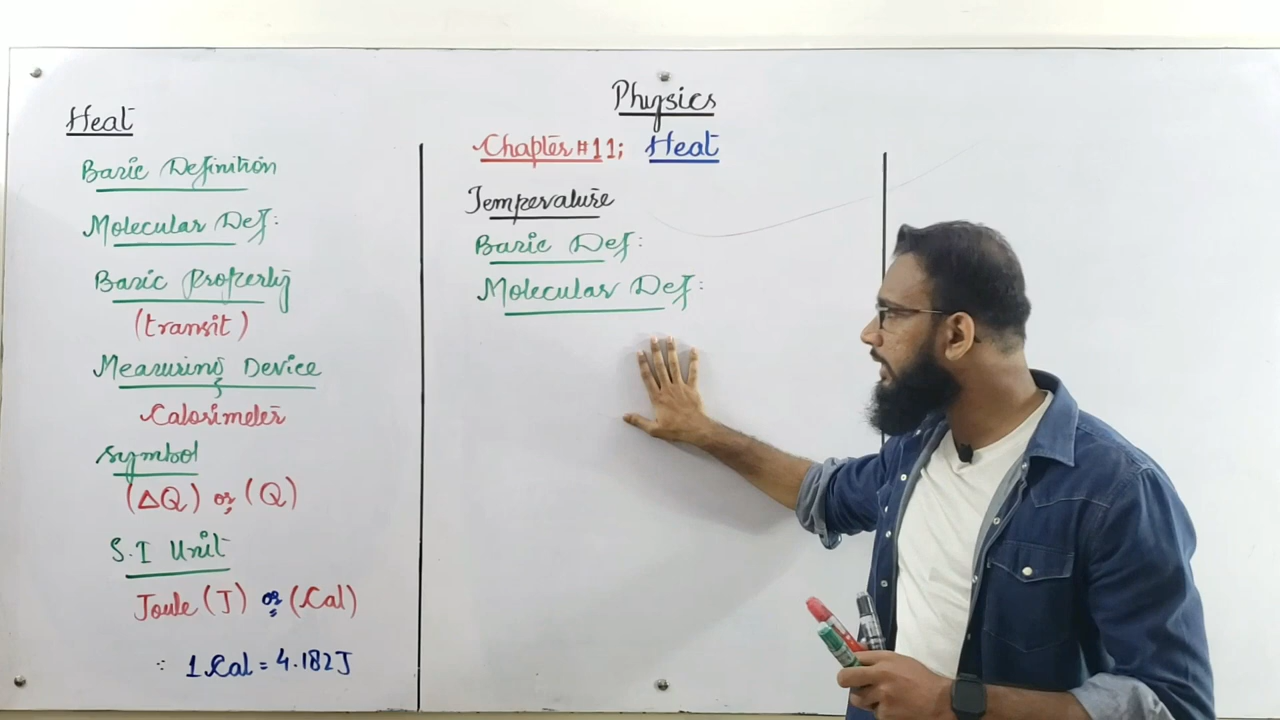 Physics
Chapter #11; Heat
Heat
Basic Definition
Molecular Def:
Basic Property
(transit)
Measuring Device
Calorimeter
Symbol
(ΔQ) or (Q)
S.I Unit
Joule (J) or (Cal)
∵ 1 Cal = 4.182J
Temperature
Basic Def:
Molecular Def: